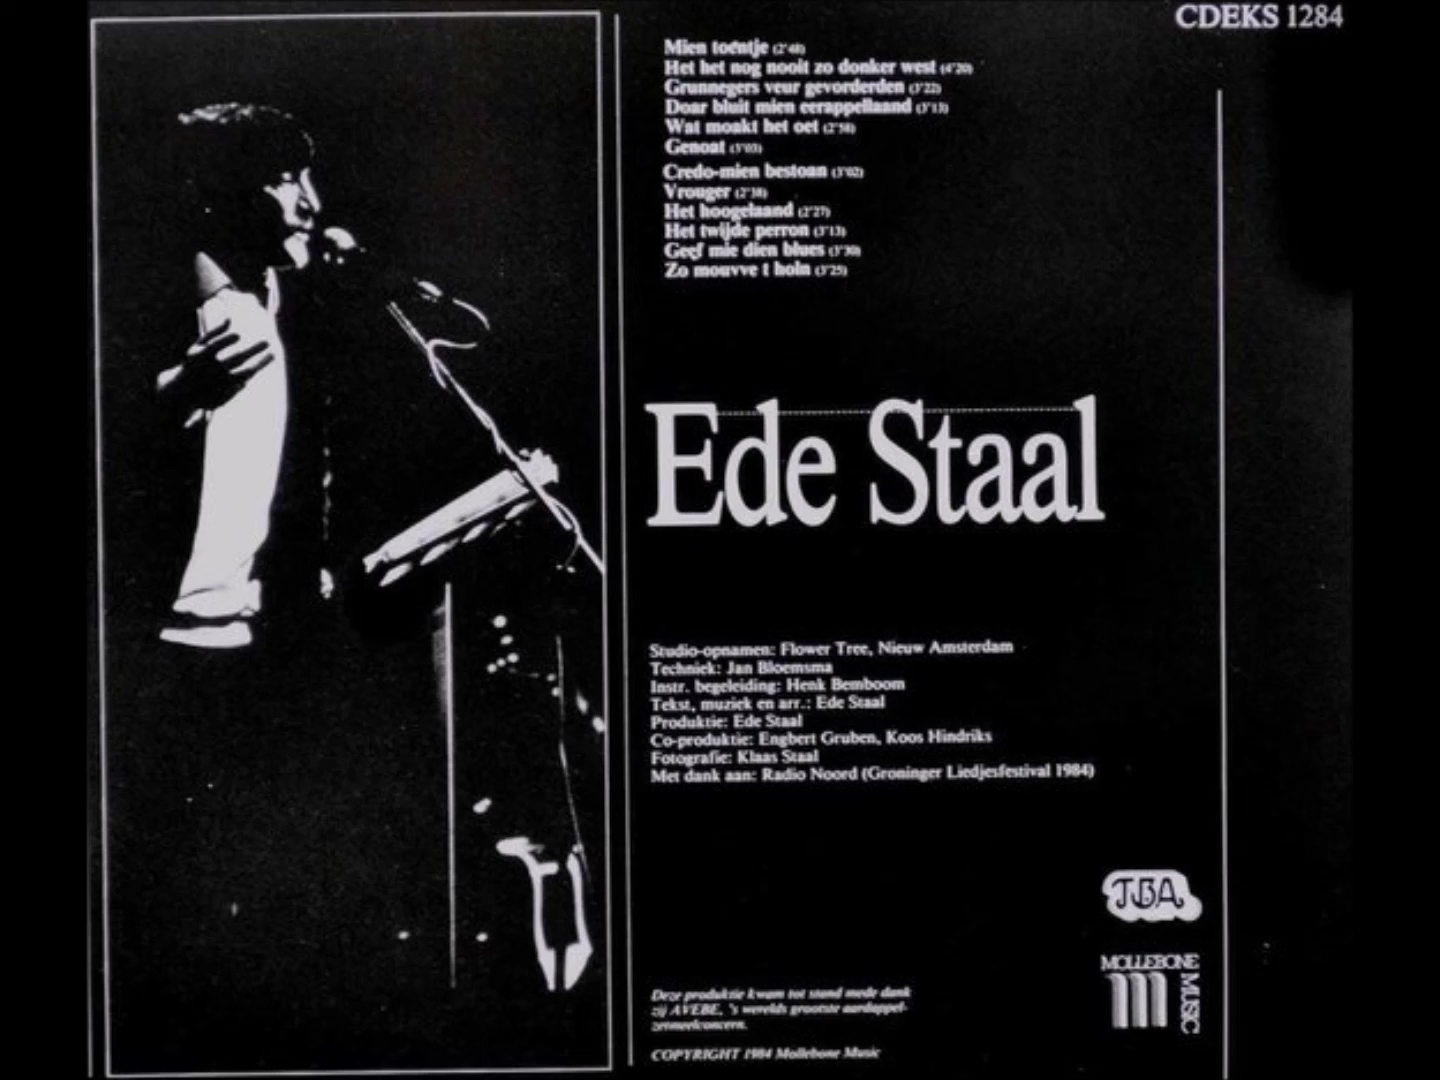 CDEKS 1284
Mien toentje (2'48)
Het het nog nooit zo donker west (4'20)
Grunnegers veur gevorderden (3'22)
Doar bluit mien eerappellaand (3'13)
Wat moakt het oet (2'58)
Genoat (3'03)
Credo-mien bestoan (3'02)
Vrouger (2'38)
Het hoogelaand (2'27)
Het twijde perron (3'13)
Geef mie dien blues (3'30)
Zo mouvve t holn (3'25)
Ede Staal
Studio-opnamen: Flower Tree, Nieuw Amsterdam
Techniek: Jan Bloemsma
Instr. begeleiding: Henk Bemboom
Tekst, muziek en arr.: Ede Staal
Produktie: Ede Staal
Co-produktie: Engbert Gruben, Koos Hindriks
Fotografie: Klaas Staal
Met dank aan: Radio Noord (Groninger Liedjesfestival 1984)
TBA
MOLLEBONE
MUSIC
Deze produktie kwam tot stand mede dank
zij AVEBE, 's werelds grootste aardappel-
zetmeelconcern.
COPYRIGHT 1984 Mollebone Music